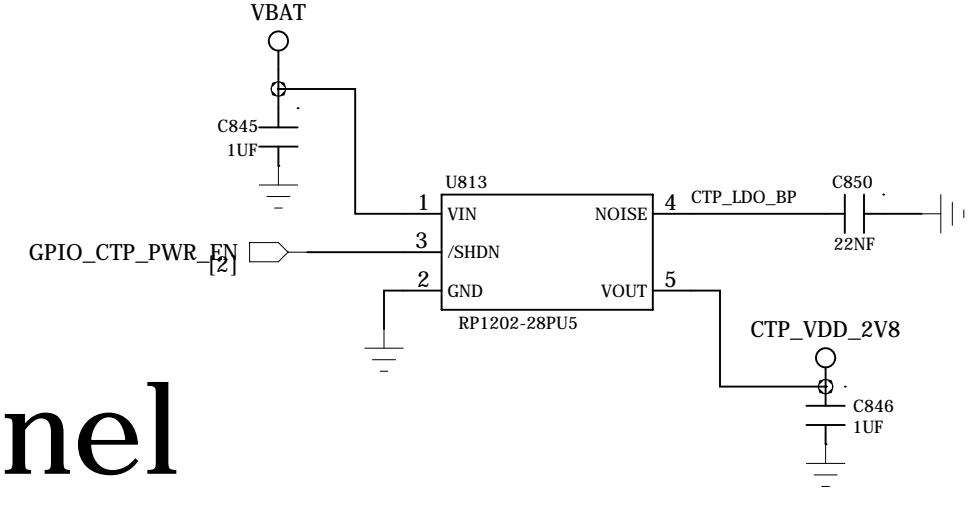 VBAT
C845
1UF
U813
1
VIN
NOISE
4
CTP_LDO_BP
C850
22NF
GPIO_CTP_PWR_EN
[2]
3
/SHDN
2
GND
VOUT
5
RP1202-28PU5
CTP_VDD_2V8
C846
1UF
nel